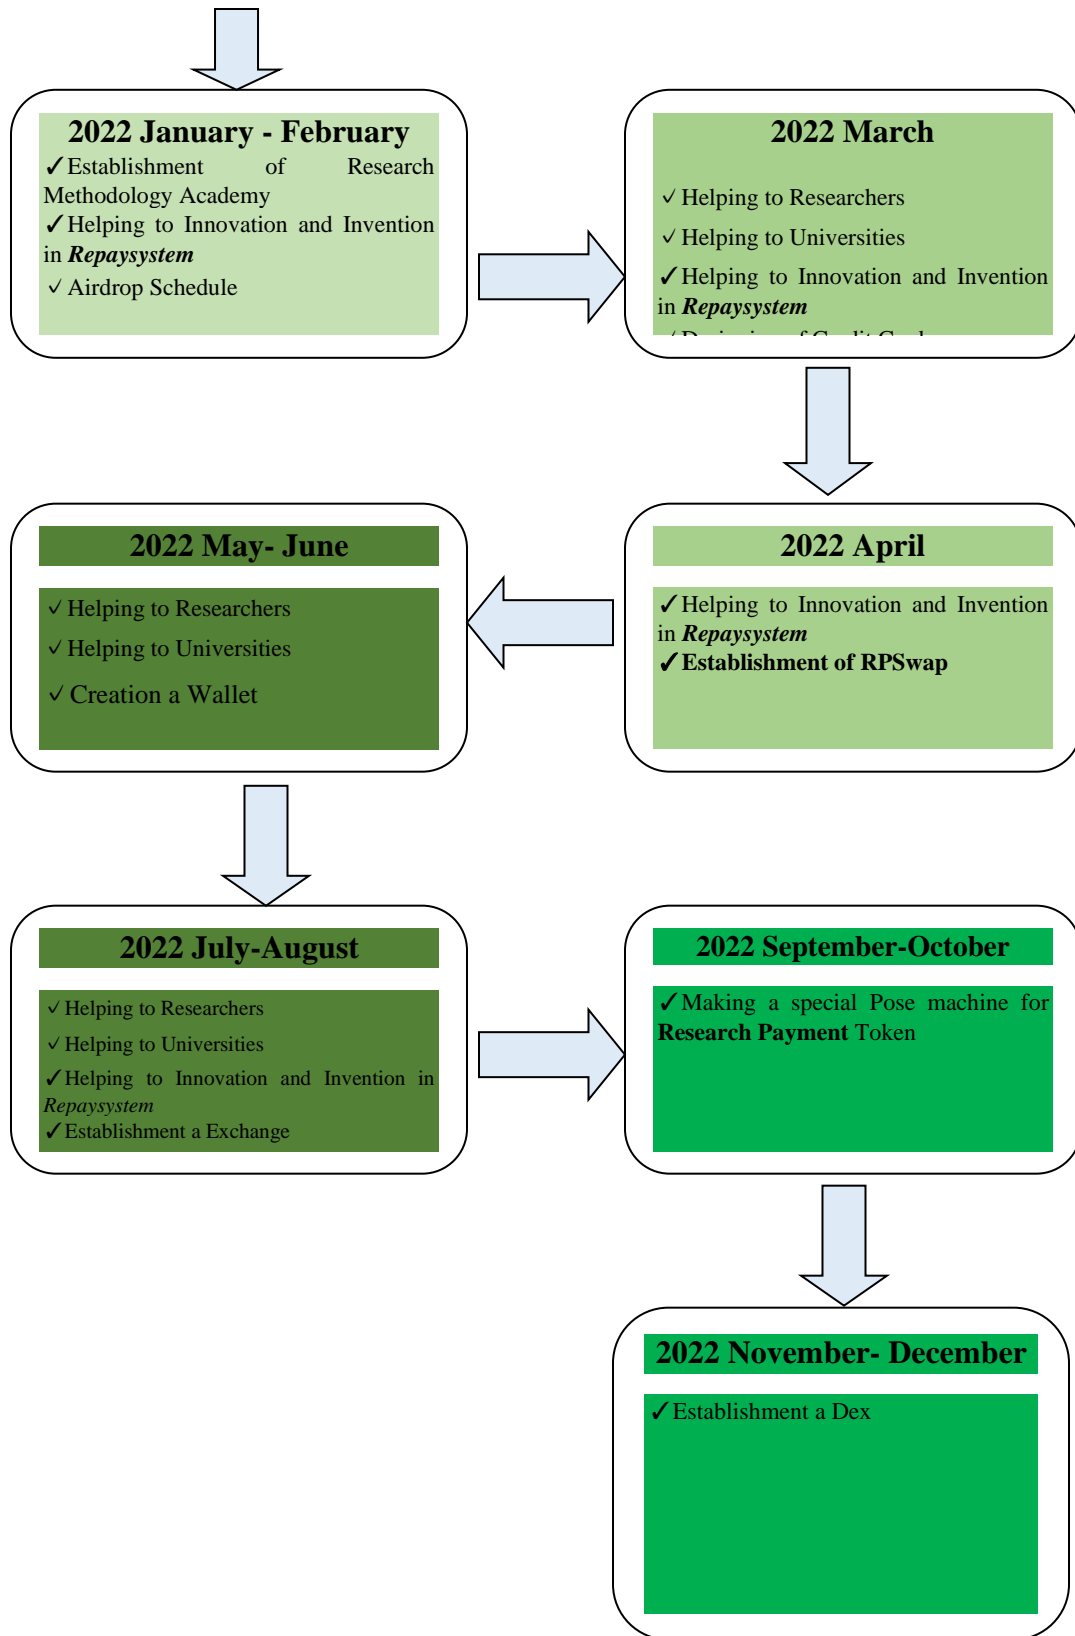 2022 January - February
✓Establishment of Research
Methodology Academy
✓Helping to Innovation and Invention
in Repaysystem
✓ Airdrop Schedule
2022 March
✓ Helping to Researchers
✓ Helping to Universities
✓Helping to Innovation and Invention
in Repaysystem
2022 April
✓Helping to Innovation and Invention
in Repaysystem
✓Establishment of RPSwap
2022 May- June
✓ Helping to Researchers
✓ Helping to Universities
✓ Creation a Wallet
2022 July-August
✓ Helping to Researchers
✓ Helping to Universities
✓Helping to Innovation and Invention in
Repaysystem
✓Establishment a Exchange
2022 September-October
✓Making a special Pose machine for
Research Payment Token
2022 November- December
✓Establishment a Dex